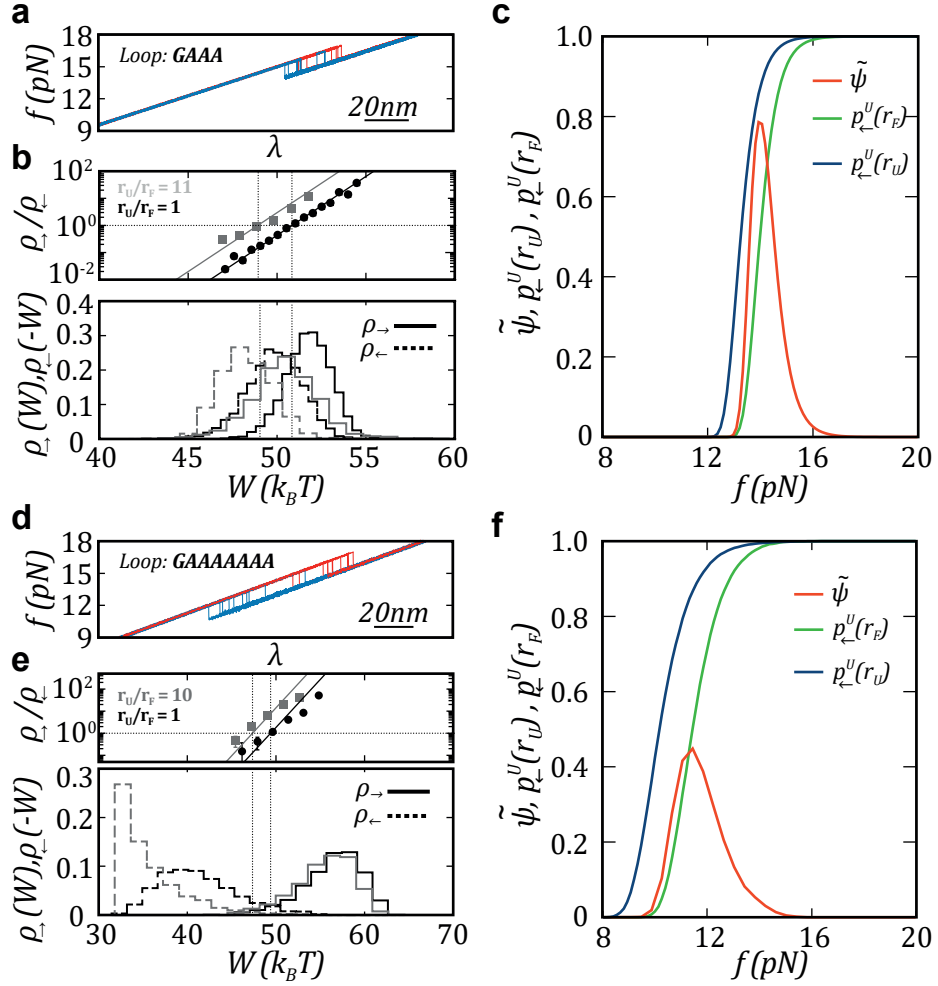 a
18
15
12
9
f (pN)
Loop: GAAA
20nm
λ
b
10²
10⁰
10⁻²
ρ→/ρ←
r_U/r_F = 11
r_U/r_F = 1
0.4
0.3
0.2
0.1
0
ρ→(W),ρ←(-W)
ρ→
ρ←
40 45 50 55 60
W (k_BT)
c
1.0
0.8
0.6
0.4
0.2
0
ψ̃, p←^U(r_U), p←^U(r_F)
ψ̃
p←^U(r_F)
p←^U(r_U)
8 12 16 20
f (pN)
d
18
15
12
9
f (pN)
Loop: GAAAAAAA
20nm
λ
e
10²
10⁰
ρ→/ρ←
r_U/r_F = 10
r_U/r_F = 1
0.3
0.2
0.1
0
ρ→(W),ρ←(-W)
ρ→
ρ←
30 40 50 60 70
W (k_BT)
f
1.0
0.8
0.6
0.4
0.2
0
ψ̃, p←^U(r_U), p←^U(r_F)
ψ̃
p←^U(r_F)
p←^U(r_U)
8 12 16 20
f (pN)